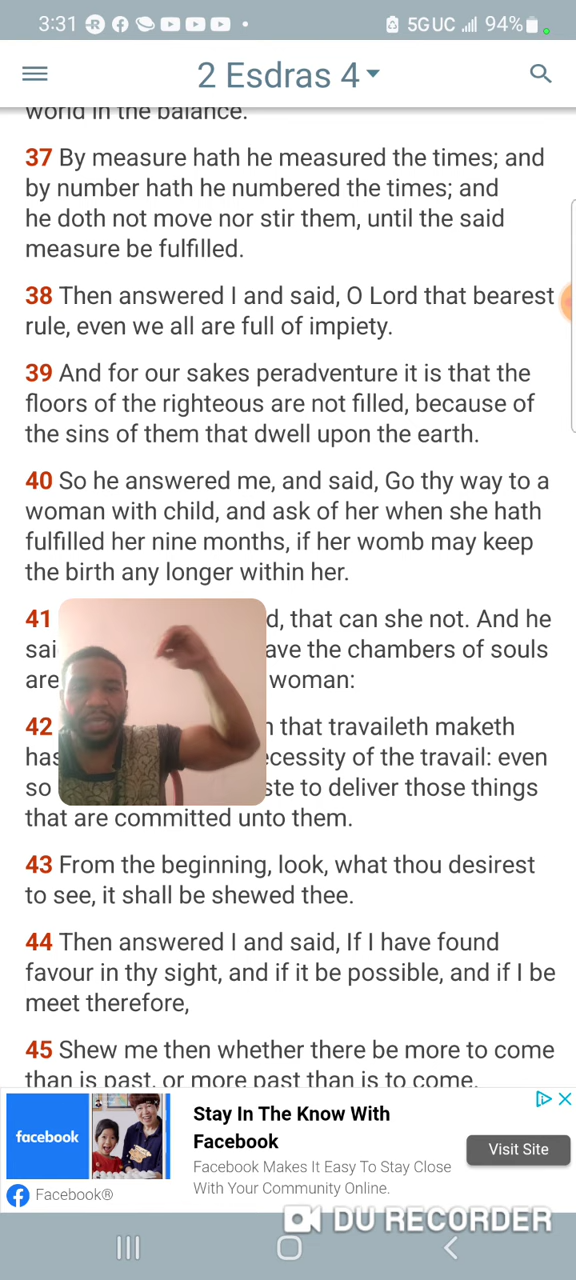 3:31
5G UC
94%
2 Esdras 4
world in the balance.
37 By measure hath he measured the times; and
by number hath he numbered the times; and
he doth not move nor stir them, until the said
measure be fulfilled.
38 Then answered I and said, O Lord that bearest
rule, even we all are full of impiety.
39 And for our sakes peradventure it is that the
floors of the righteous are not filled, because of
the sins of them that dwell upon the earth.
40 So he answered me, and said, Go thy way to a
woman with child, and ask of her when she hath
fulfilled her nine months, if her womb may keep
the birth any longer within her.
41 d, that can she not. And he
sai ave the chambers of souls
are woman:
42 that travaileth maketh
has ecessity of the travail: even
so ste to deliver those things
that are committed unto them.
43 From the beginning, look, what thou desirest
to see, it shall be shewed thee.
44 Then answered I and said, If I have found
favour in thy sight, and if it be possible, and if I be
meet therefore,
45 Shew me then whether there be more to come
than is past, or more past than is to come.
facebook
Stay In The Know With
Facebook
Facebook Makes It Easy To Stay Close
With Your Community Online.
Visit Site
Facebook®
DU RECORDER